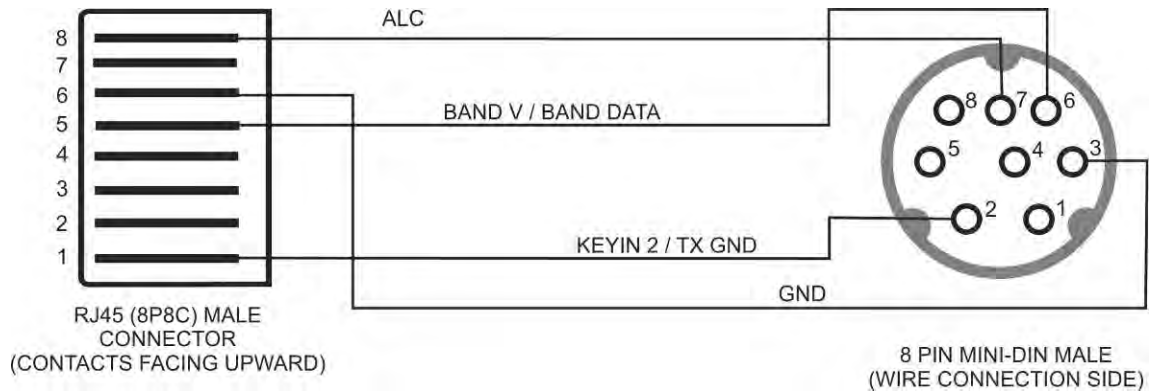 ALC
8
7
6
5
4
3
2
1
BAND V / BAND DATA
KEYIN 2 / TX GND
GND
8
7
6
5
4
3
2
1
RJ45 (8P8C) MALE
CONNECTOR
(CONTACTS FACING UPWARD)
8 PIN MINI-DIN MALE
(WIRE CONNECTION SIDE)